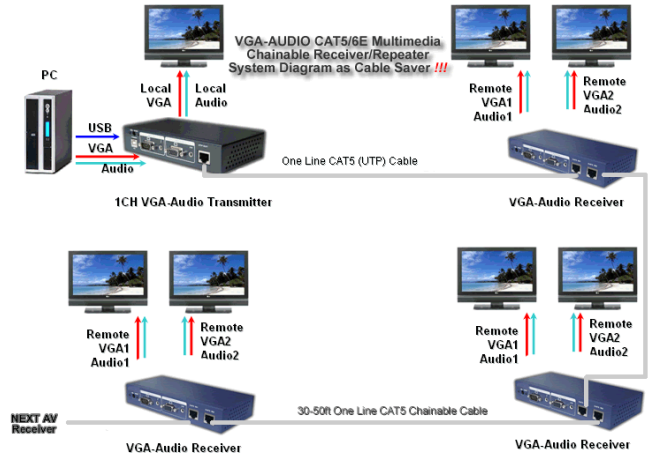 VGA-AUDIO CAT5/6E Multimedia
Chainable Receiver/Repeater
System Diagram as Cable Saver !!!
PC
Local
VGA
Local
Audio
USB
VGA
Audio
1CH VGA-Audio Transmitter
One Line CAT5 (UTP) Cable
Remote
VGA1
Audio1
Remote
VGA2
Audio2
VGA-Audio Receiver
Remote
VGA1
Audio1
Remote
VGA2
Audio2
VGA-Audio Receiver
30-50ft One Line CAT5 Chainable Cable
Remote
VGA1
Audio1
Remote
VGA2
Audio2
VGA-Audio Receiver
NEXT AV
Receiver